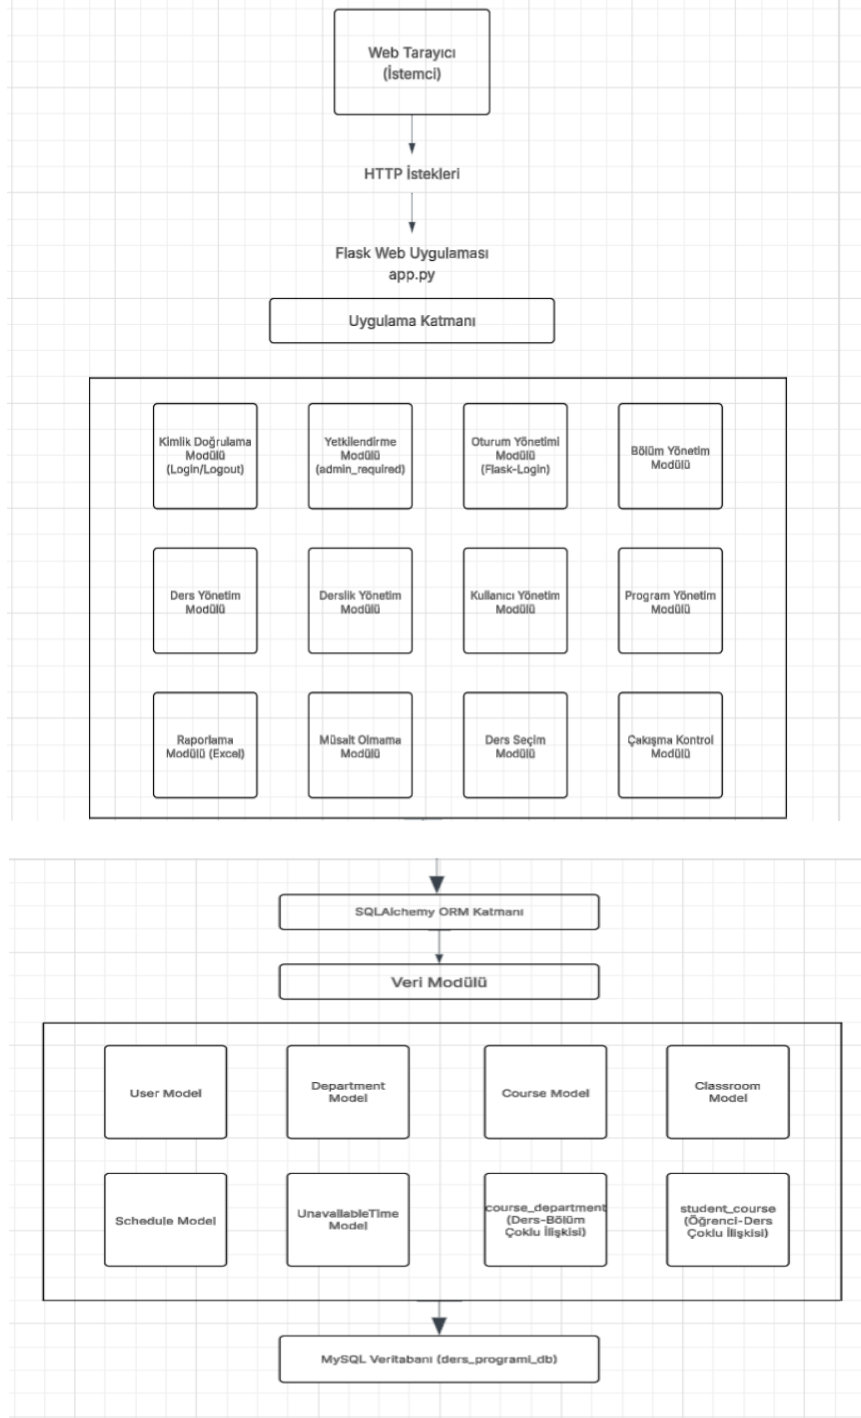 Web Tarayıcı
(İstemci)
HTTP İstekleri
Flask Web Uygulaması
app.py
Uygulama Katmanı
Kimlik Doğrulama
Modülü
(Login/Logout)
Yetkilendirme
Modülü
(admin_required)
Oturum Yönetimi
Modülü
(Flask-Login)
Bölüm Yönetim
Modülü
Ders Yönetim
Modülü
Derslik Yönetim
Modülü
Kullanıcı Yönetim
Modülü
Program Yönetim
Modülü
Raporlama
Modülü (Excel)
Müsait Olmama
Modülü
Ders Seçim
Modülü
Çakışma Kontrol
Modülü
SQLAlchemy ORM Katmanı
Veri Modülü
User Model
Department
Model
Course Model
Classroom
Model
Schedule Model
UnavailableTime
Model
course_department
(Ders-Bölüm
Çoklu İlişkisi)
student_course
(Öğrenci-Ders
Çoklu İlişkisi)
MySQL Veritabanı (ders_programi_db)